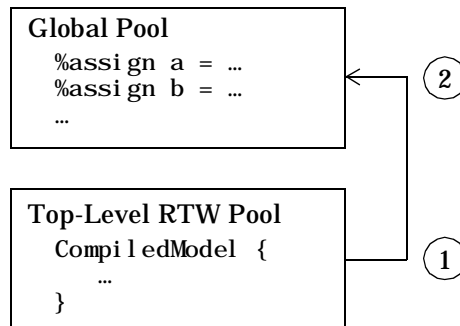 Global Pool
%assign a = …
%assign b = …
…
2
Top-Level RTW Pool
CompiledModel {
…
}
1